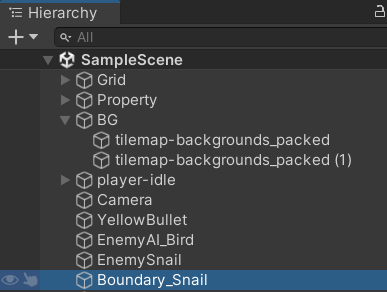 Hierarchy
All
SampleScene
Grid
Property
BG
tilemap-backgrounds_packed
tilemap-backgrounds_packed (1)
player-idle
Camera
YellowBullet
EnemyAI_Bird
EnemySnail
Boundary_Snail